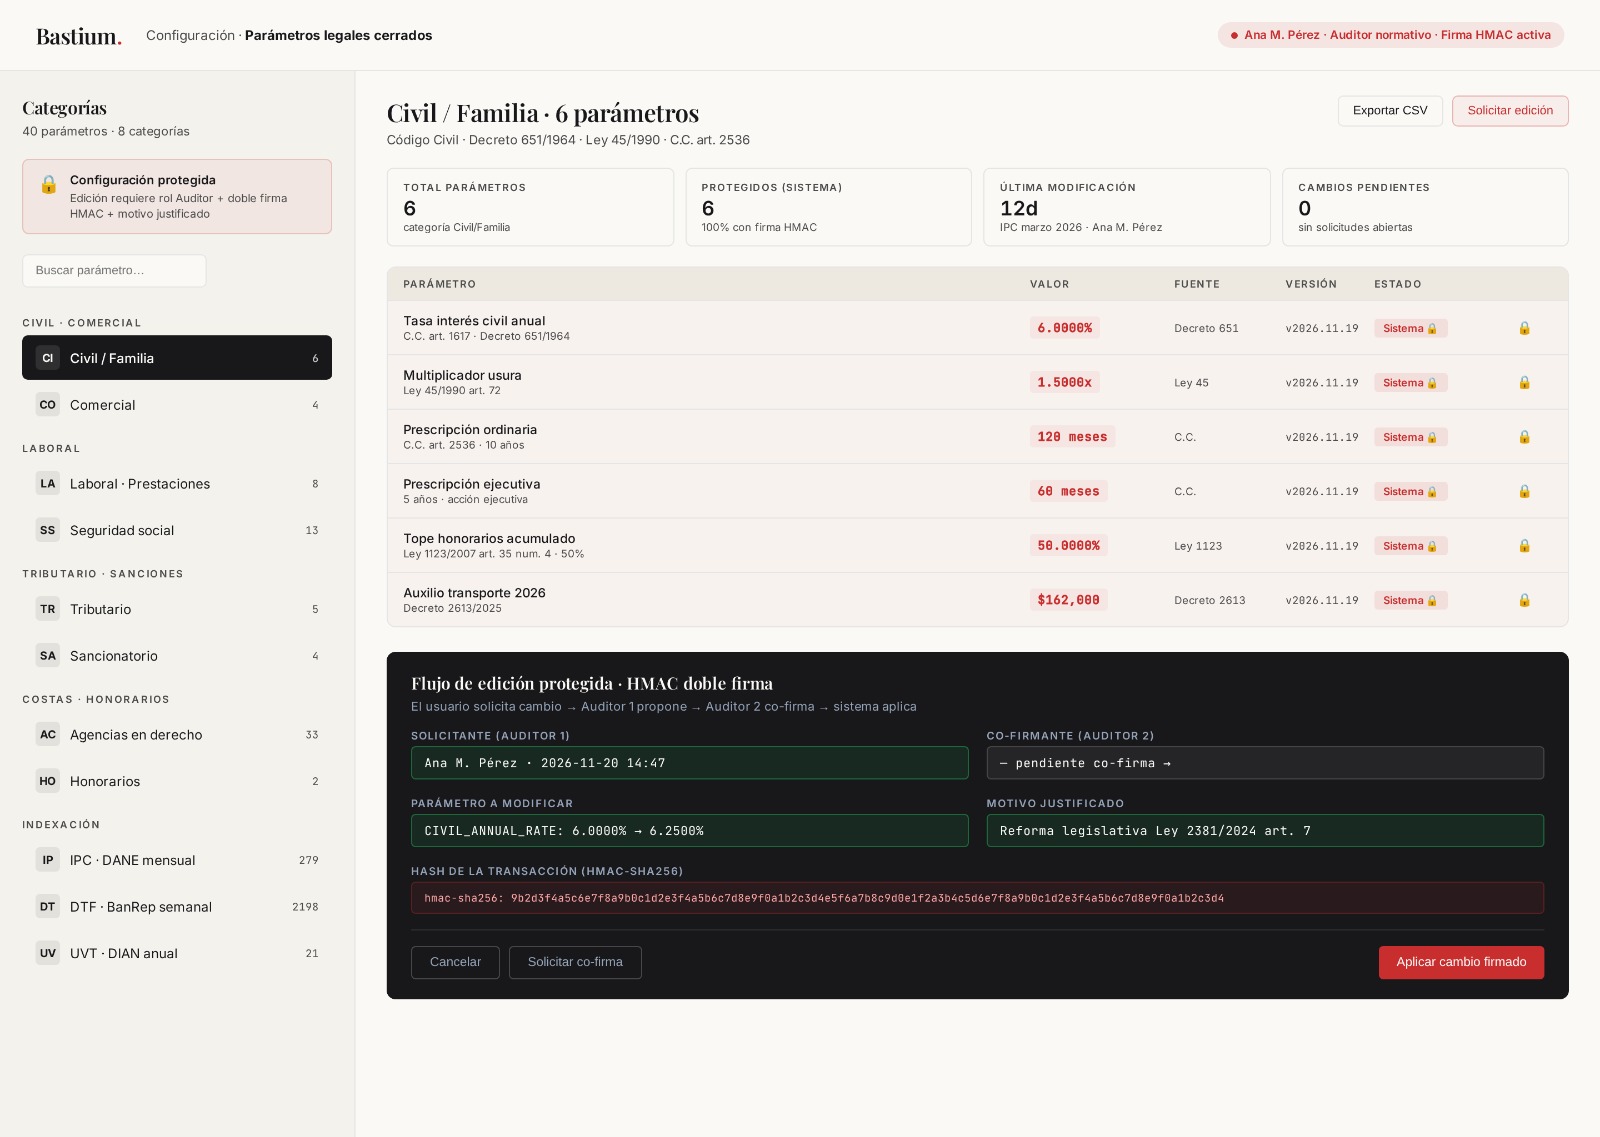 Bastium.
Configuración · Parámetros legales cerrados
Ana M. Pérez · Auditor normativo · Firma HMAC activa
Categorías
40 parámetros · 8 categorías
Configuración protegida
Edición requiere rol Auditor + doble firma
HMAC + motivo justificado
Buscar parámetro…
CIVIL · COMERCIAL
CI Civil / Familia 6
CO Comercial 4
LABORAL
LA Laboral · Prestaciones 8
SS Seguridad social 13
TRIBUTARIO · SANCIONES
TR Tributario 5
SA Sancionatorio 4
COSTAS · HONORARIOS
AC Agencias en derecho 33
HO Honorarios 2
INDEXACIÓN
IP IPC · DANE mensual 279
DT DTF · BanRep semanal 2198
UV UVT · DIAN anual 21
Civil / Familia · 6 parámetros
Código Civil · Decreto 651/1964 · Ley 45/1990 · C.C. art. 2536
Exportar CSV
Solicitar edición
TOTAL PARÁMETROS
6
categoría Civil/Familia
PROTEGIDOS (SISTEMA)
6
100% con firma HMAC
ÚLTIMA MODIFICACIÓN
12d
IPC marzo 2026 · Ana M. Pérez
CAMBIOS PENDIENTES
0
sin solicitudes abiertas
PARÁMETRO VALOR FUENTE VERSIÓN ESTADO
Tasa interés civil anual
C.C. art. 1617 · Decreto 651/1964
6.0000% Decreto 651 v2026.11.19 Sistema
Multiplicador usura
Ley 45/1990 art. 72
1.5000x Ley 45 v2026.11.19 Sistema
Prescripción ordinaria
C.C. art. 2536 · 10 años
120 meses C.C. v2026.11.19 Sistema
Prescripción ejecutiva
5 años · acción ejecutiva
60 meses C.C. v2026.11.19 Sistema
Tope honorarios acumulado
Ley 1123/2007 art. 35 num. 4 · 50%
50.0000% Ley 1123 v2026.11.19 Sistema
Auxilio transporte 2026
Decreto 2613/2025
$162,000 Decreto 2613 v2026.11.19 Sistema
Flujo de edición protegida · HMAC doble firma
El usuario solicita cambio → Auditor 1 propone → Auditor 2 co-firma → sistema aplica
SOLICITANTE (AUDITOR 1)
Ana M. Pérez · 2026-11-20 14:47
CO-FIRMANTE (AUDITOR 2)
— pendiente co-firma →
PARÁMETRO A MODIFICAR
CIVIL_ANNUAL_RATE: 6.0000% → 6.2500%
MOTIVO JUSTIFICADO
Reforma legislativa Ley 2381/2024 art. 7
HASH DE LA TRANSACCIÓN (HMAC-SHA256)
hmac-sha256: 9b2d3f4a5c6e7f8a9b0c1d2e3f4a5b6c7d8e9f0a1b2c3d4e5f6a7b8c9d0e1f2a3b4c5d6e7f8a9b0c1d2e3f4a5b6c7d8e9f0a1b2c3d4
Cancelar
Solicitar co-firma
Aplicar cambio firmado